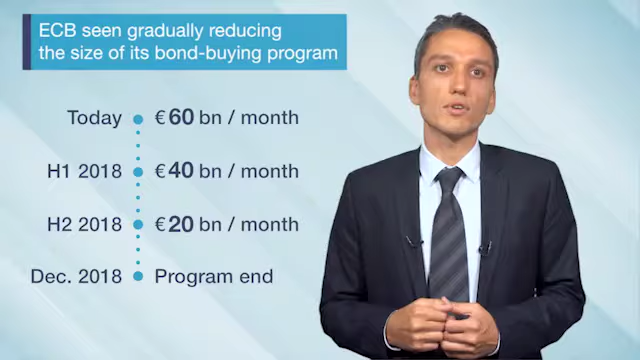 ECB seen gradually reducing
the size of its bond-buying program
Today € 60 bn / month
H1 2018 € 40 bn / month
H2 2018 € 20 bn / month
Dec. 2018 Program end